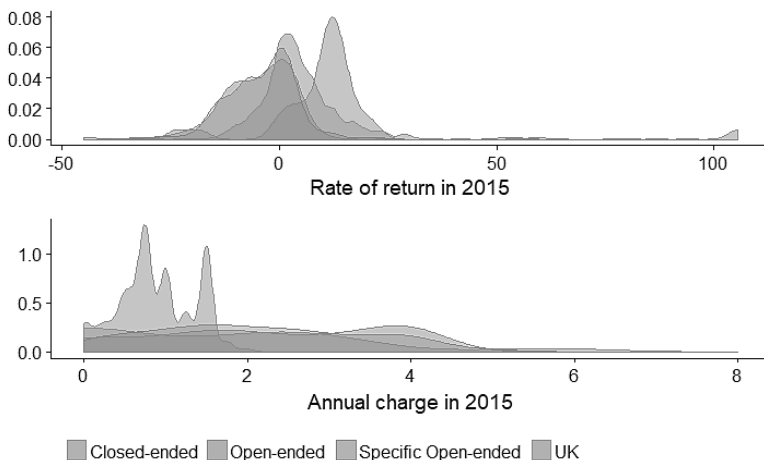 0.08
0.06
0.04
0.02
0.00
-50 0 50 100
Rate of return in 2015
1.0
0.5
0.0
0 2 4 6 8
Annual charge in 2015
Closed-ended Open-ended Specific Open-ended UK